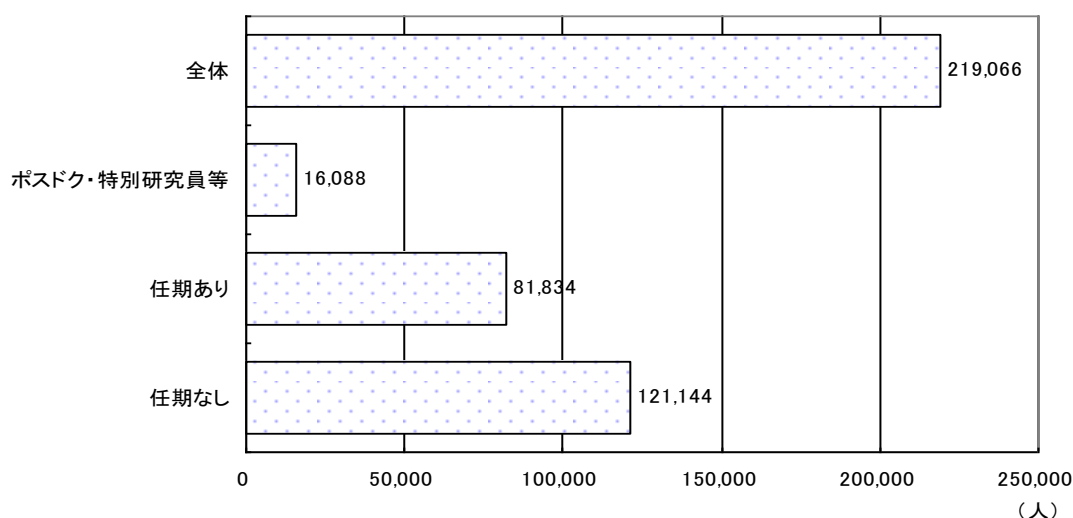 全体
219,066
ポスドク・特別研究員等
16,088
任期あり
81,834
任期なし
121,144
0 50,000 100,000 150,000 200,000 250,000
（人）